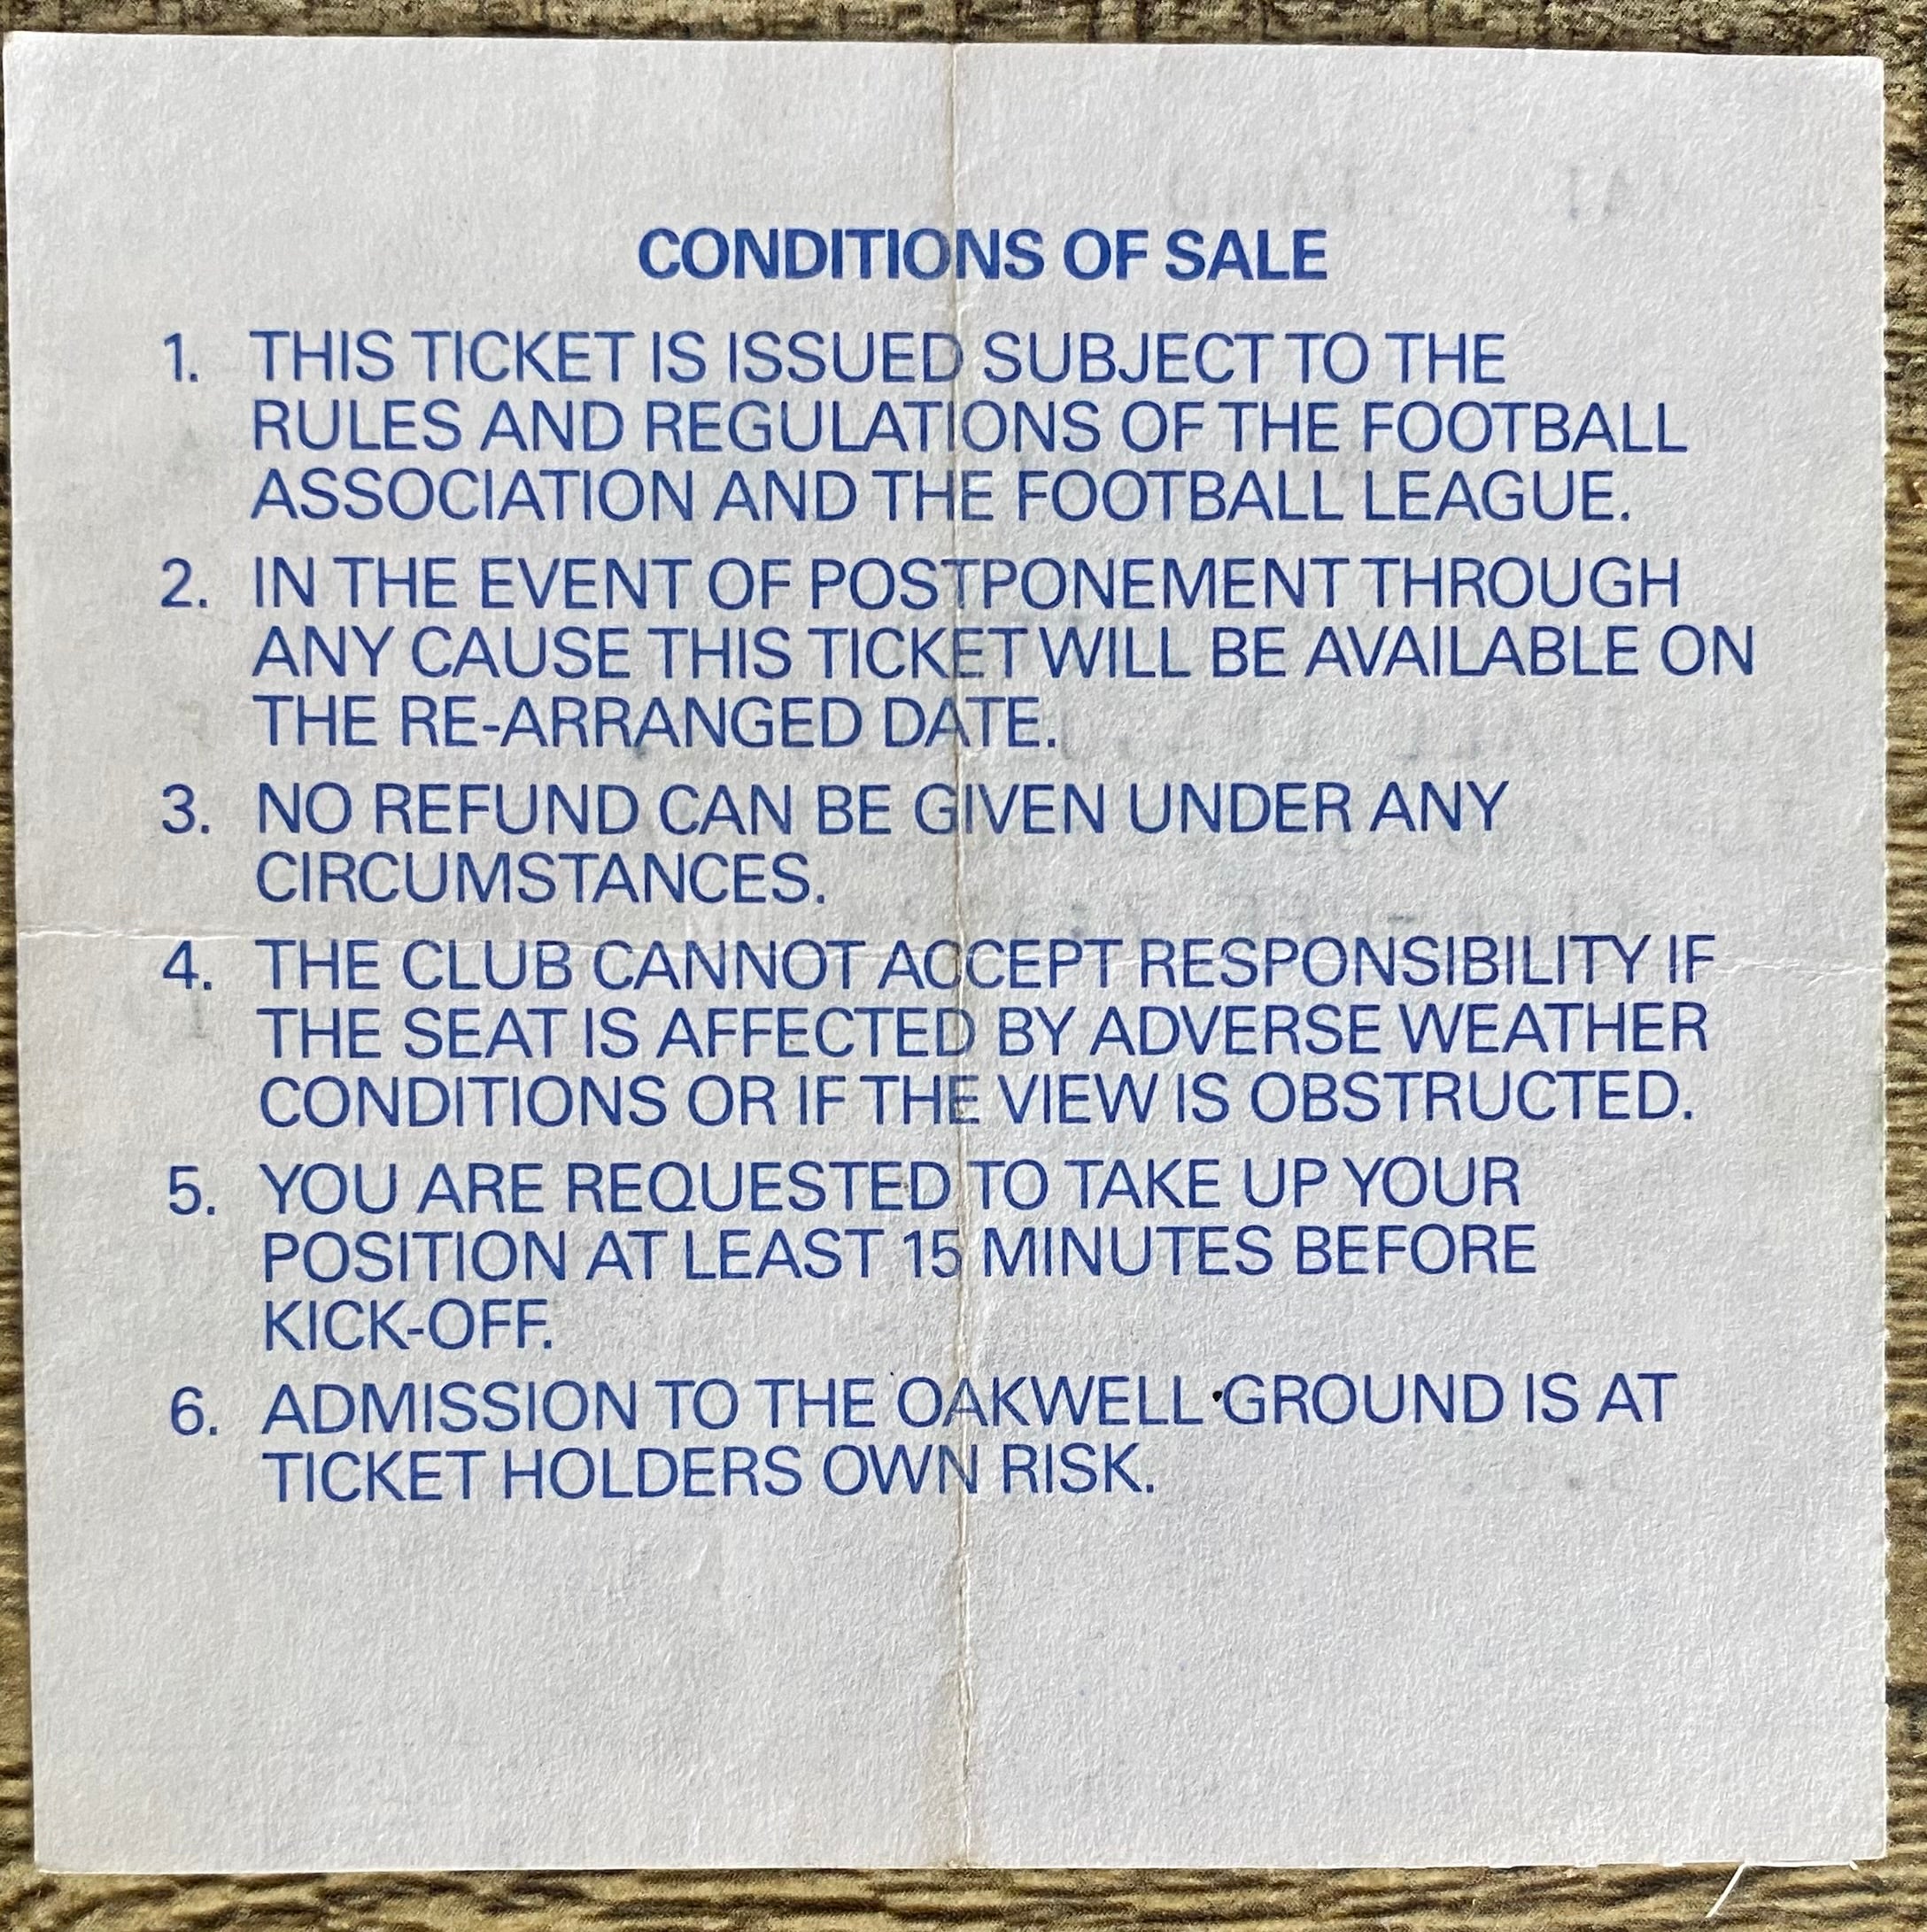 CONDITIONS OF SALE
1. THIS TICKET IS ISSUED SUBJECT TO THE
RULES AND REGULATIONS OF THE FOOTBALL
ASSOCIATION AND THE FOOTBALL LEAGUE.
2. IN THE EVENT OF POSTPONEMENT THROUGH
ANY CAUSE THIS TICKET WILL BE AVAILABLE ON
THE RE-ARRANGED DATE.
3. NO REFUND CAN BE GIVEN UNDER ANY
CIRCUMSTANCES.
4. THE CLUB CANNOT ACCEPT RESPONSIBILITY IF
THE SEAT IS AFFECTED BY ADVERSE WEATHER
CONDITIONS OR IF THE VIEW IS OBSTRUCTED.
5. YOU ARE REQUESTED TO TAKE UP YOUR
POSITION AT LEAST 15 MINUTES BEFORE
KICK-OFF.
6. ADMISSION TO THE OAKWELL GROUND IS AT
TICKET HOLDERS OWN RISK.